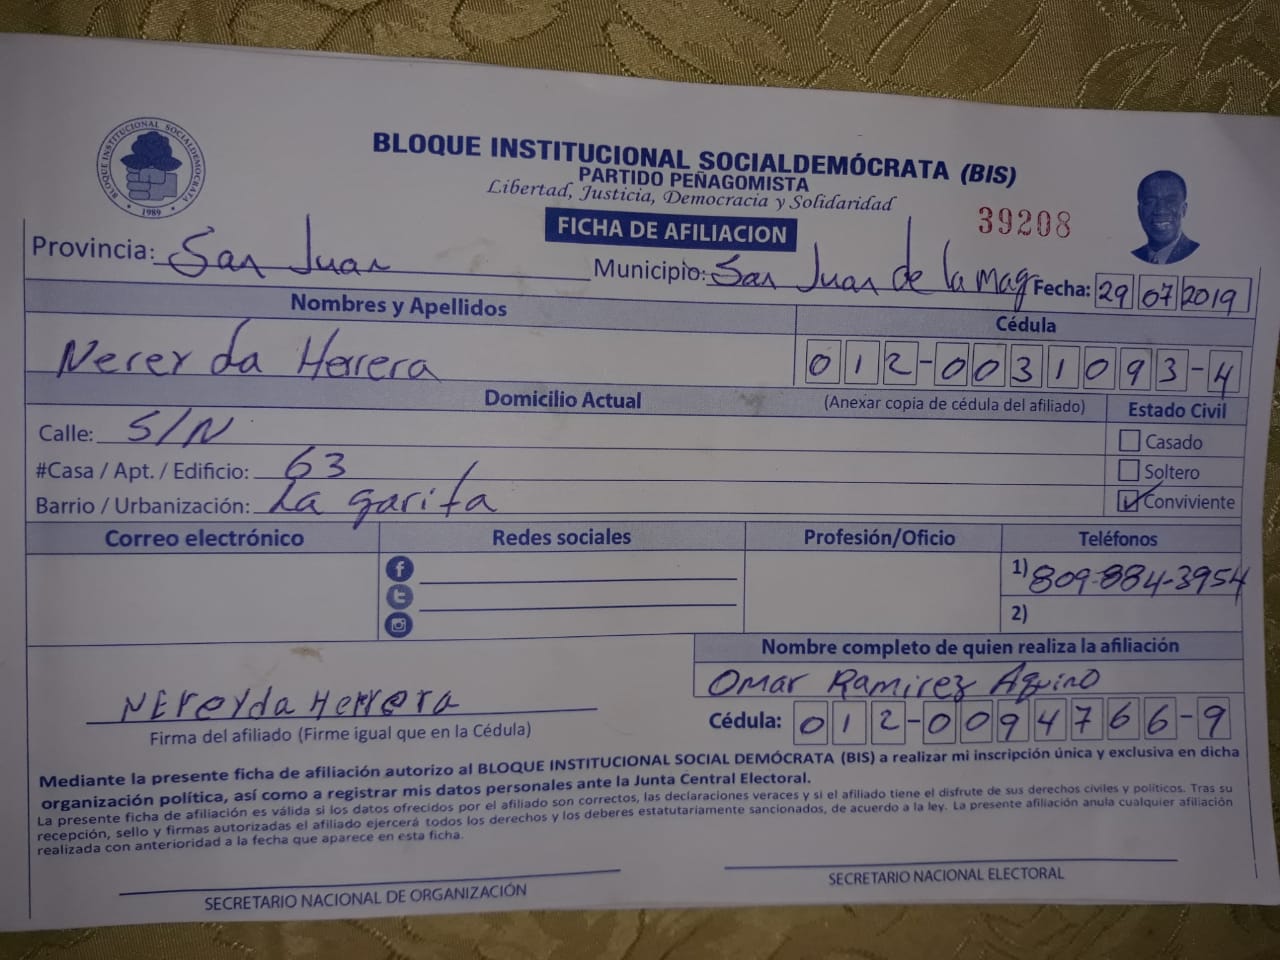 BLOQUE INSTITUCIONAL SOCIALDEMÓCRATA
1989
BLOQUE INSTITUCIONAL SOCIALDEMÓCRATA (BIS)
PARTIDO PEÑAGOMISTA
Libertad, Justicia, Democracia y Solidaridad
FICHA DE AFILIACION
39208
Provincia: San Juan Municipio: San Juan de la mag Fecha: 29 07 2019
Nombres y Apellidos
Cédula
Nereyda Herrera
012-0031093-4
Domicilio Actual
(Anexar copia de cédula del afiliado)
Estado Civil
Calle: S/N
Casado
#Casa / Apt. / Edificio: 63
Soltero
Barrio / Urbanización: La garita
Conviviente
Correo electrónico Redes sociales Profesión/Oficio Teléfonos
1) 809-884-3954
2)
Nombre completo de quien realiza la afiliación
Omar Ramirez Aquino
NEreyda Herrera
Cédula: 012-0094766-9
Firma del afiliado (Firme igual que en la Cédula)
Mediante la presente ficha de afiliación autorizo al BLOQUE INSTITUCIONAL SOCIAL DEMÓCRATA (BIS) a realizar mi inscripción única y exclusiva en dicha
organización política, así como a registrar mis datos personales ante la Junta Central Electoral.
La presente ficha de afiliación es válida si los datos ofrecidos por el afiliado son correctos, las declaraciones veraces y si el afiliado tiene el disfrute de sus derechos civiles y políticos. Tras su
recepción, sello y firmas autorizadas el afiliado ejercerá todos los derechos y los deberes estatutariamente sancionados, de acuerdo a la ley. La presente afiliación anula cualquier afiliación
realizada con anterioridad a la fecha que aparece en esta ficha.
SECRETARIO NACIONAL DE ORGANIZACIÓN
SECRETARIO NACIONAL ELECTORAL